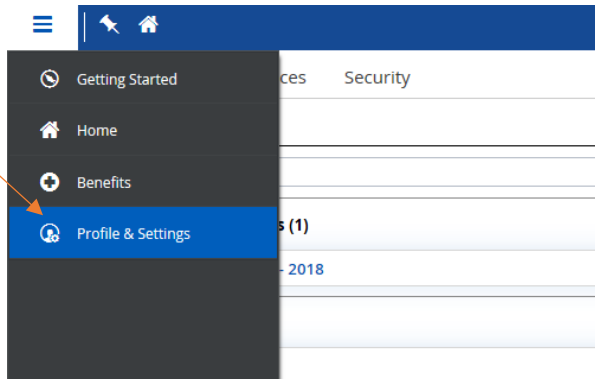 Getting Started
ces Security
Home
Benefits
Profile & Settings
s (1)
- 2018